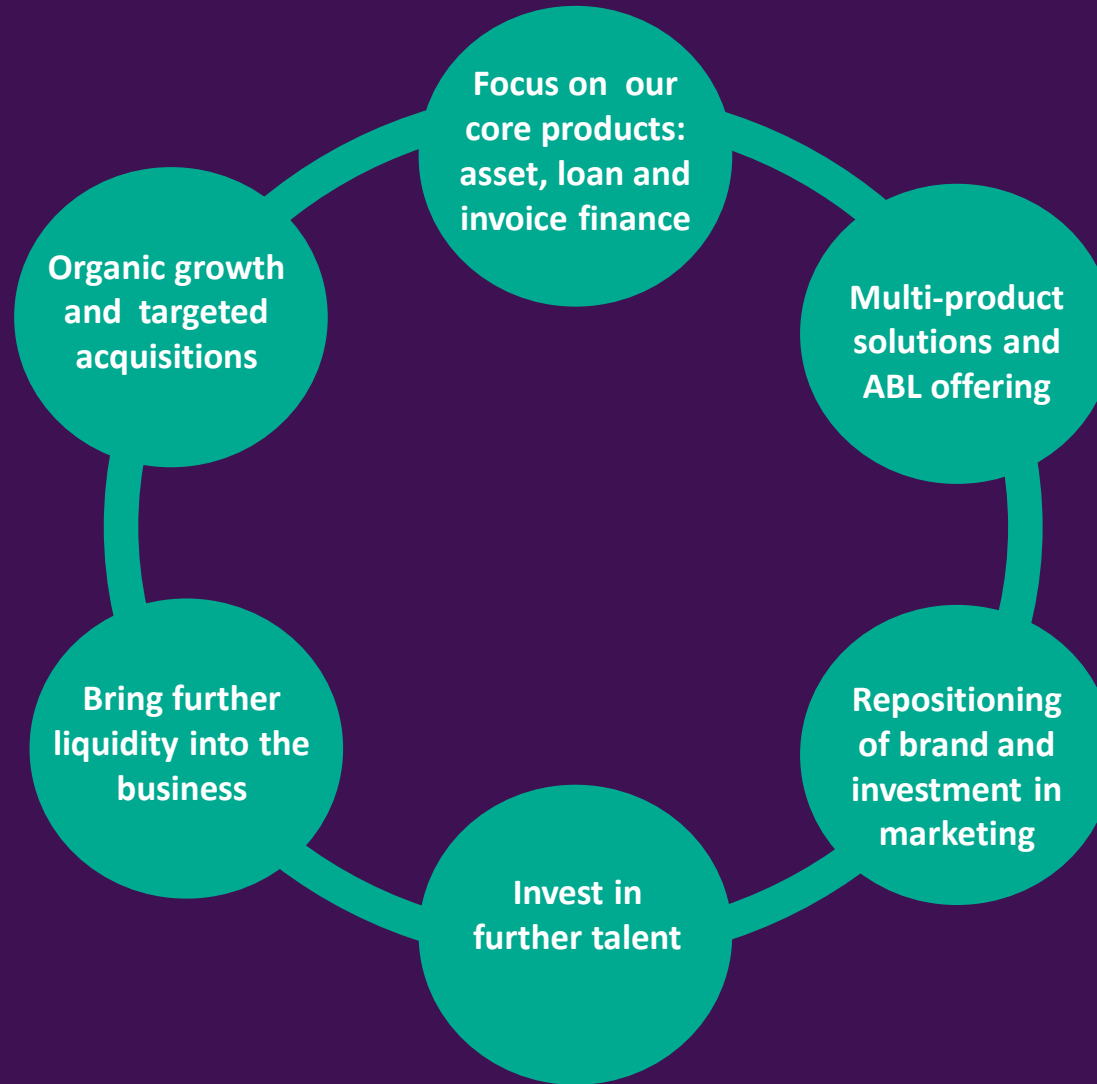 Focus on our
core products:
asset, loan and
invoice finance
Multi-product
solutions and
ABL offering
Repositioning
of brand and
investment in
marketing
Invest in
further talent
Bring further
liquidity into the
business
Organic growth
and targeted
acquisitions